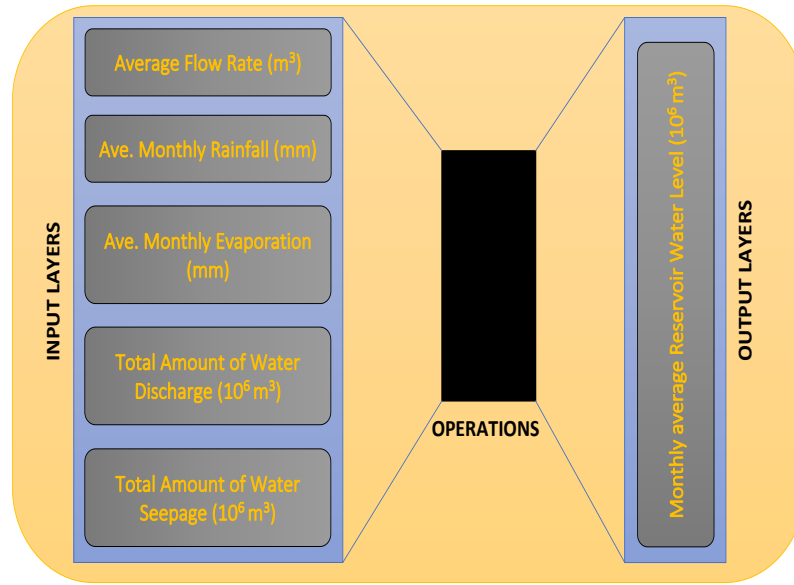 INPUT LAYERS
Average Flow Rate (m³)
Ave. Monthly Rainfall (mm)
Ave. Monthly Evaporation
(mm)
Total Amount of Water
Discharge (10⁶ m³)
Total Amount of Water
Seepage (10⁶ m³)
OPERATIONS
Monthly average Reservoir Water Level (10⁶ m³)
OUTPUT LAYERS